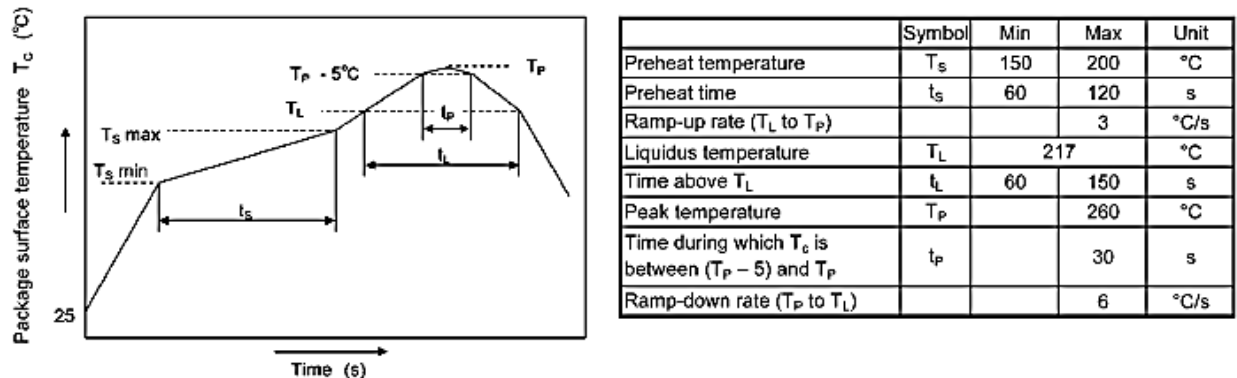 Package surface temperature T_C (°C)
T_P - 5°C
T_P
T_L
t_P
T_S max
t_L
T_S min
t_S
25
Time (s)
Symbol Min Max Unit
Preheat temperature T_S 150 200 °C
Preheat time t_S 60 120 s
Ramp-up rate (T_L to T_P) 3 °C/s
Liquidus temperature T_L 217 °C
Time above T_L t_L 60 150 s
Peak temperature T_P 260 °C
Time during which T_c is
between (T_P – 5) and T_P t_P 30 s
Ramp-down rate (T_P to T_L) 6 °C/s